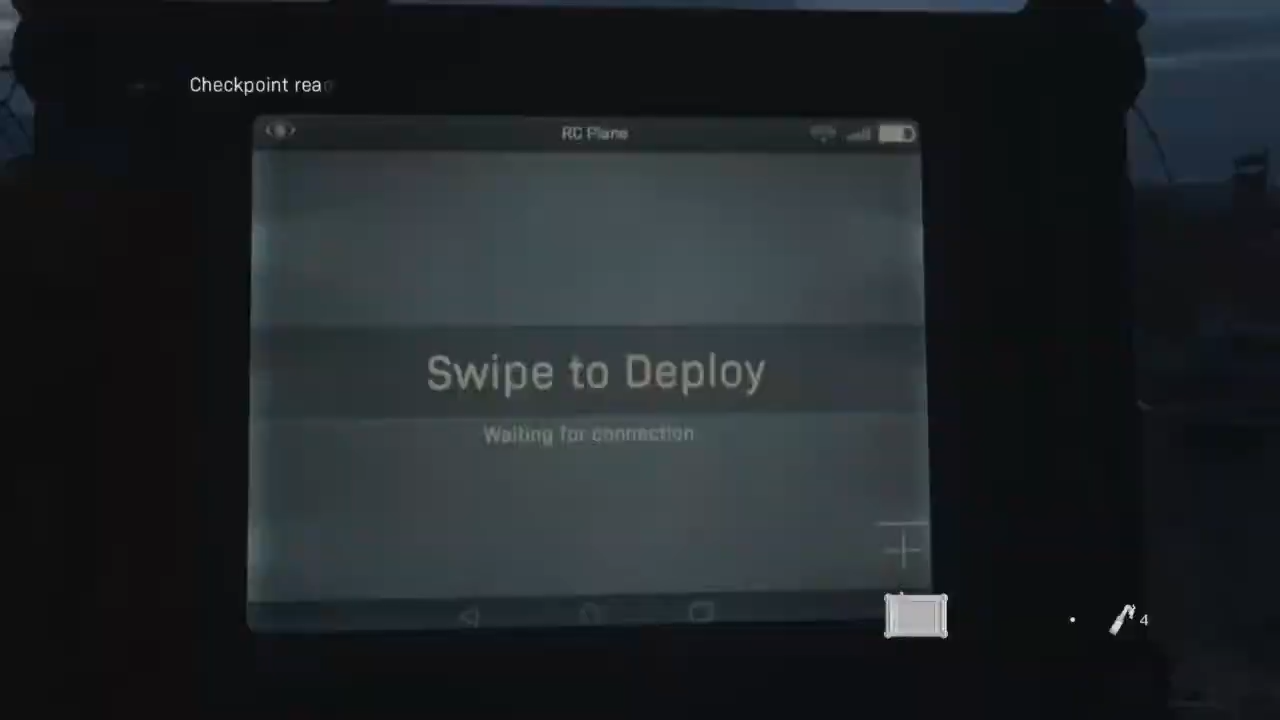 Checkpoint rea
RC Plane
Swipe to Deploy
Waiting for connection
4